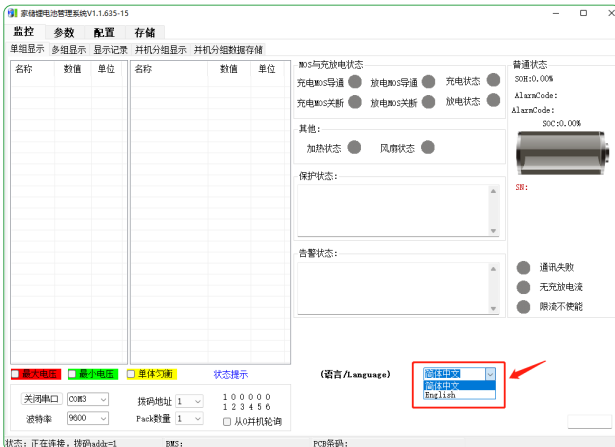 家储锂电池管理系统V1.1.635-15
监控 参数 配置 存储
单组显示 多组显示 显示记录 并机分组显示 并机分组数据存储
名称 数值 单位 名称 数值 单位
MOS与充放电状态
充电MOS导通 放电MOS导通 充电状态
充电MOS关断 放电MOS关断 放电状态
其他:
加热状态 风扇状态
保护状态:
告警状态:
普通状态
SOH:0.00%
AlarmCode:
AlarmCode:
SOC:0.00%
SN:
通讯失败
无充放电流
限流不使能
最大电压 最小电压 单体匀衡 状态提示
(语言/Language) 简体中文
简体中文
English
关闭串口 COM3 拨码地址 1 1 0 0 0 0 0
1 2 3 4 5 6
波特率 9600 Pack数量 1 从0并机轮询
状态: 正在连接, 拨码addr=1 BMS: PCB条码: